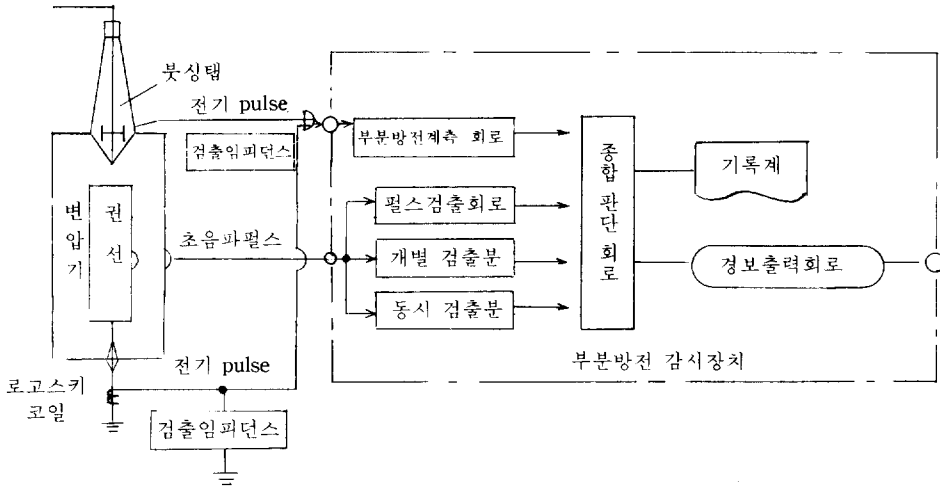 붓싱탭
전기 pulse
검출임피던스
부분방전계측 회로
펄스검출회로
개별 검출분
동시 검출분
종합 판단 회로
기록계
경보출력회로
부분방전 감시장치
변압기
권선
초음파펄스
전기 pulse
로고스키
코일
검출임피던스